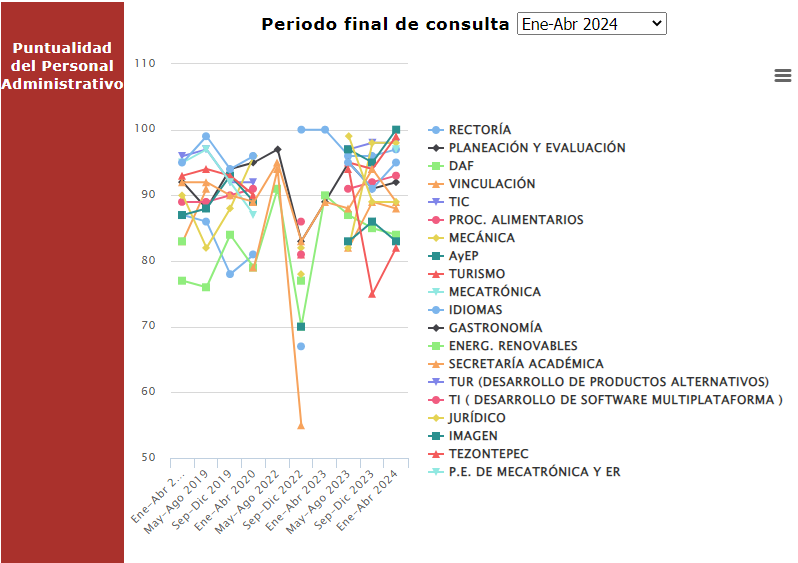 Periodo final de consulta Ene-Abr 2024
Puntualidad
del Personal
Administrativo
110
100
90
80
70
60
50
Ene-Abr 2...
May-Ago 2019
Sep-Dic 2019
Ene-Abr 2020
May-Ago 2022
Sep-Dic 2022
Ene-Abr 2023
May-Ago 2023
Sep-Dic 2023
Ene-Abr 2024
RECTORÍA
PLANEACIÓN Y EVALUACIÓN
DAF
VINCULACIÓN
TIC
PROC. ALIMENTARIOS
MECÁNICA
AyEP
TURISMO
MECATRÓNICA
IDIOMAS
GASTRONOMÍA
ENERG. RENOVABLES
SECRETARÍA ACADÉMICA
TUR (DESARROLLO DE PRODUCTOS ALTERNATIVOS)
TI ( DESARROLLO DE SOFTWARE MULTIPLATAFORMA )
JURÍDICO
IMAGEN
TEZONTEPEC
P.E. DE MECATRÓNICA Y ER